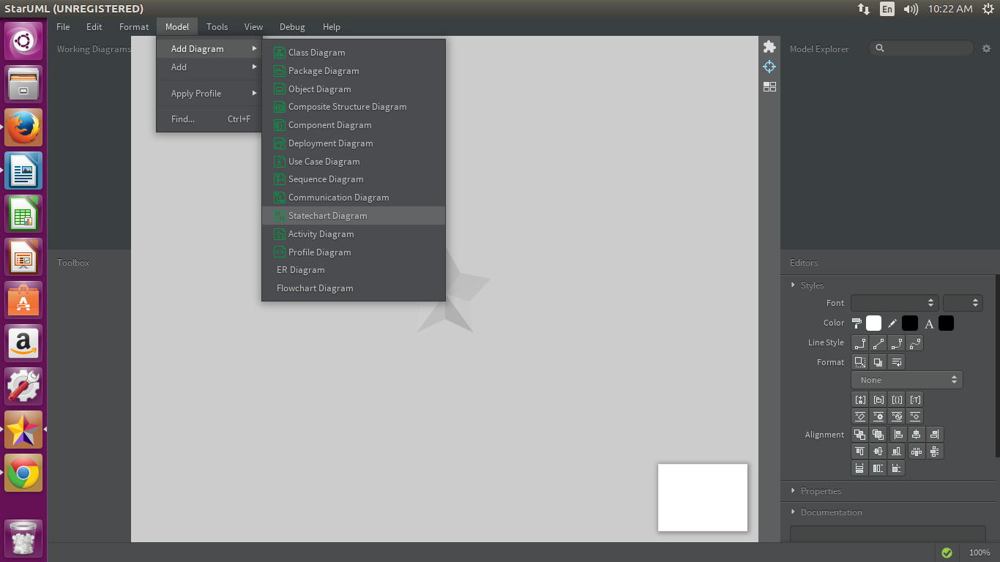 StarUML (UNREGISTERED)
En
10:22 AM
File Edit Format Model Tools View Debug Help
Working Diagrams
Add Diagram
Add
Apply Profile
Find... Ctrl+F
Class Diagram
Package Diagram
Object Diagram
Composite Structure Diagram
Component Diagram
Deployment Diagram
Use Case Diagram
Sequence Diagram
Communication Diagram
Statechart Diagram
Activity Diagram
Profile Diagram
ER Diagram
Flowchart Diagram
Toolbox
Model Explorer
Editors
Styles
Font
Color
A
Line Style
Format
None
Alignment
Properties
Documentation
100%